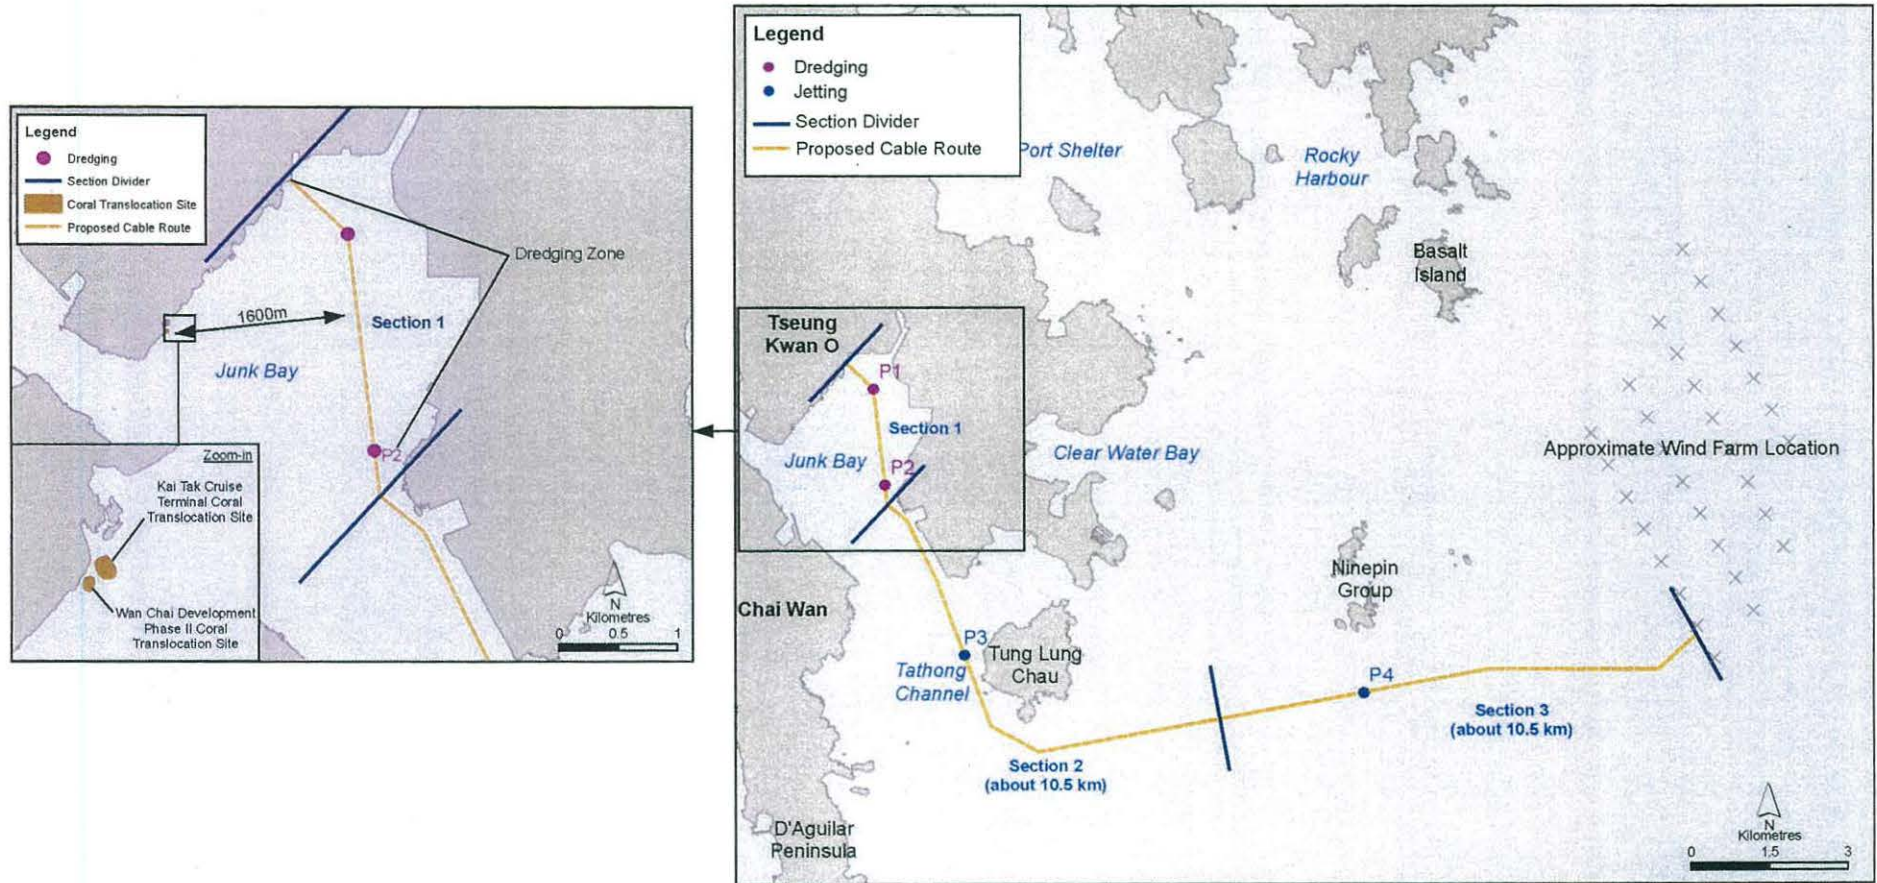 Legend
Dredging
Section Divider
Coral Translocation Site
Proposed Cable Route
Dredging Zone
1600m
Section 1
Junk Bay
P2
Zoom-in
Kai Tak Cruise
Terminal Coral
Translocation Site
Wan Chai Development
Phase II Coral
Translocation Site
N
Kilometres
0 0.5 1
Legend
Dredging
Jetting
Section Divider
Proposed Cable Route
Port Shelter
Rocky
Harbour
Basalt
Island
Tseung
Kwan O
P1
Section 1
Junk Bay
P2
Clear Water Bay
Approximate Wind Farm Location
Ninepin
Group
Chai Wan
P3
Tung Lung
Chau
Tathong
Channel
P4
Section 3
(about 10.5 km)
Section 2
(about 10.5 km)
D'Aguilar
Peninsula
N
Kilometres
0 1.5 3